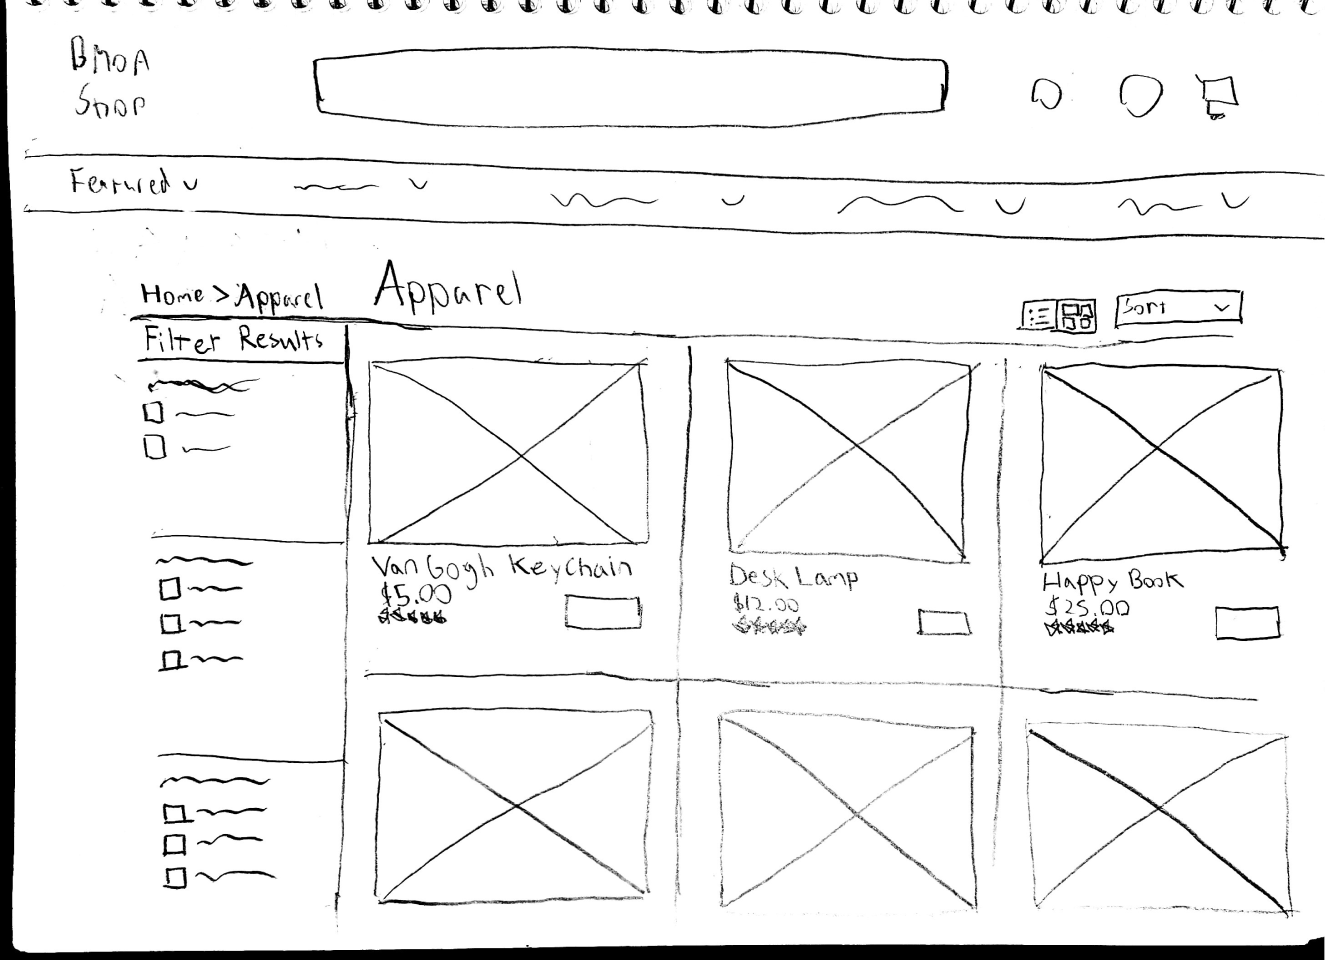 BMOA
Shop
Featured
Home > Apparel
Apparel
Sort
Filter Results
Van Gogh Keychain
$5.00
Desk Lamp
$12.00
Happy Book
$25.00